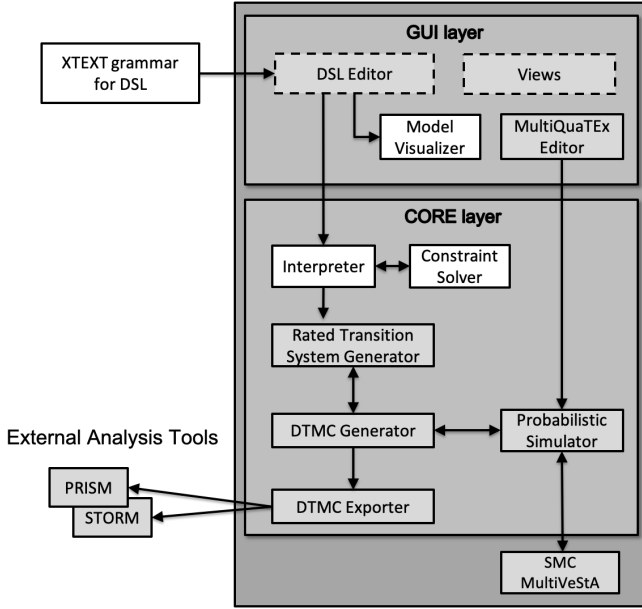 GUI layer
XTEXT grammar
for DSL
DSL Editor
Views
Model
Visualizer
MultiQuaTEx
Editor
CORE layer
Interpreter
Constraint
Solver
Rated Transition
System Generator
External Analysis Tools
DTMC Generator
Probabilistic
Simulator
PRISM
STORM
DTMC Exporter
SMC
MultiVeStA